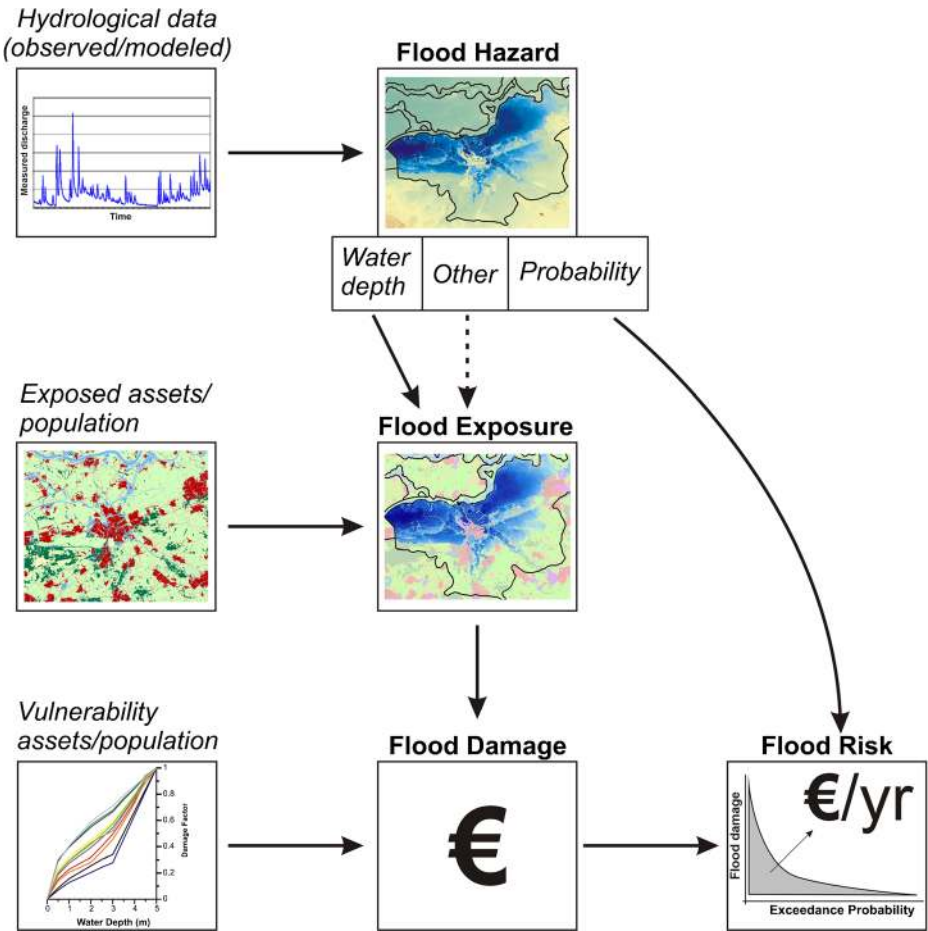 Hydrological data
(observed/modeled)
Measured discharge
Time
Flood Hazard
Water
depth
Other
Probability
Exposed assets/
population
Flood Exposure
Vulnerability
assets/population
1
0.8
0.6
0.4
0.2
0
Damage Factor
0 1 2 3 4 5
Water Depth (m)
Flood Damage
€
Flood Risk
€/yr
Flood damage
Exceedance Probability